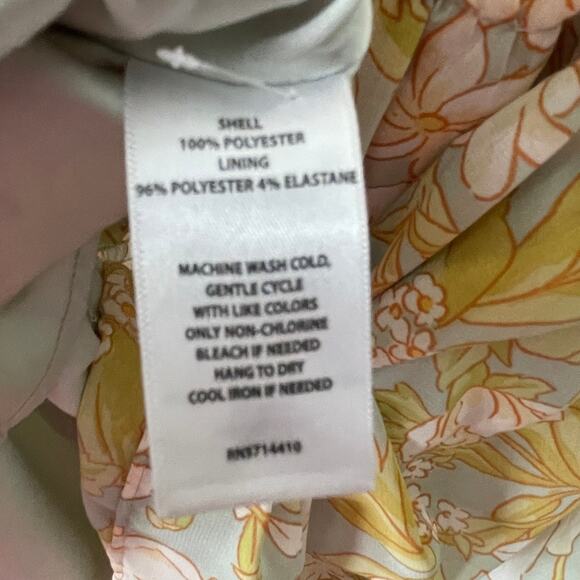 SHELL
100% POLYESTER
LINING
96% POLYESTER 4% ELASTANE
MACHINE WASH COLD,
GENTLE CYCLE
WITH LIKE COLORS
ONLY NON-CHLORINE
BLEACH IF NEEDED
HANG TO DRY
COOL IRON IF NEEDED